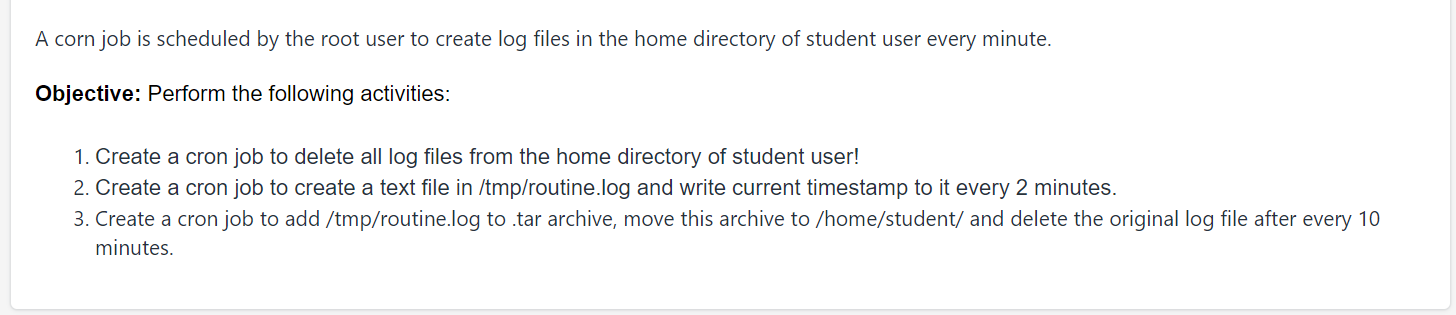 A corn job is scheduled by the root user to create log files in the home directory of student user every minute.
Objective: Perform the following activities:
1. Create a cron job to delete all log files from the home directory of student user!
2. Create a cron job to create a text file in /tmp/routine.log and write current timestamp to it every 2 minutes.
3. Create a cron job to add /tmp/routine.log to .tar archive, move this archive to /home/student/ and delete the original log file after every 10
minutes.